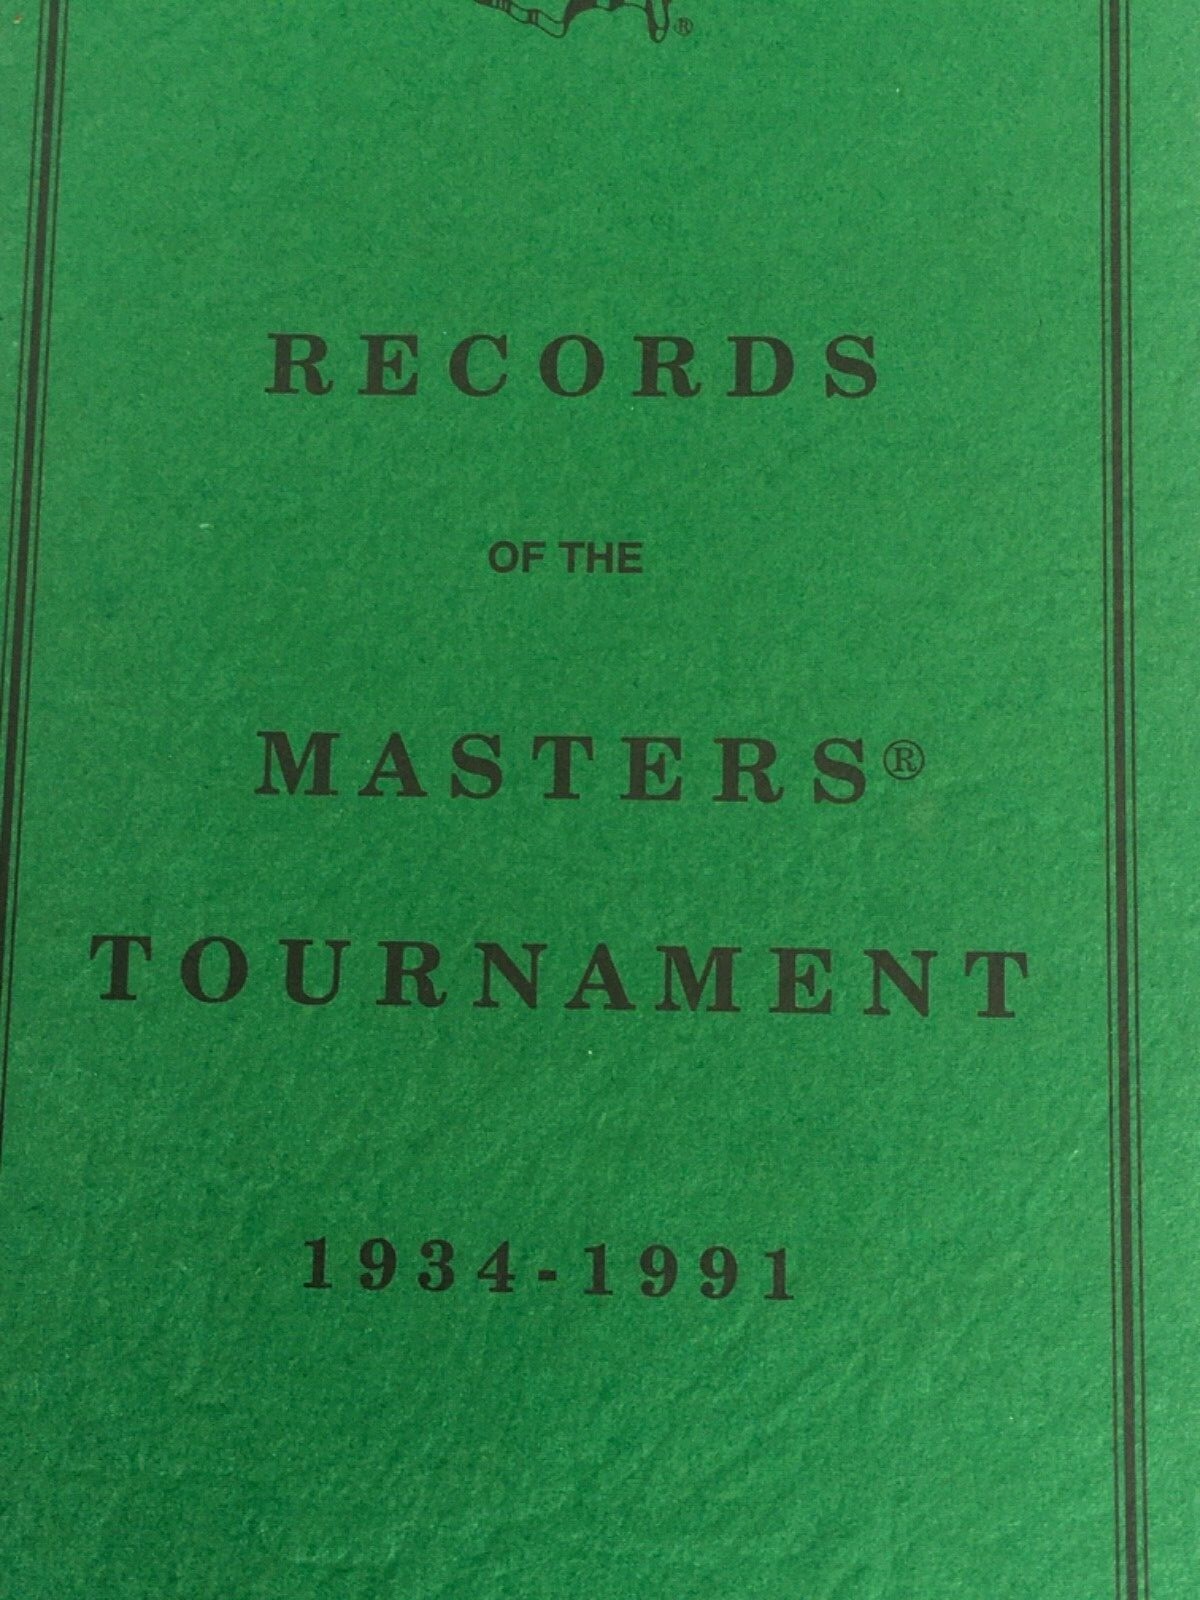 ®
RECORDS
OF THE
MASTERS®
TOURNAMENT
1934-1991